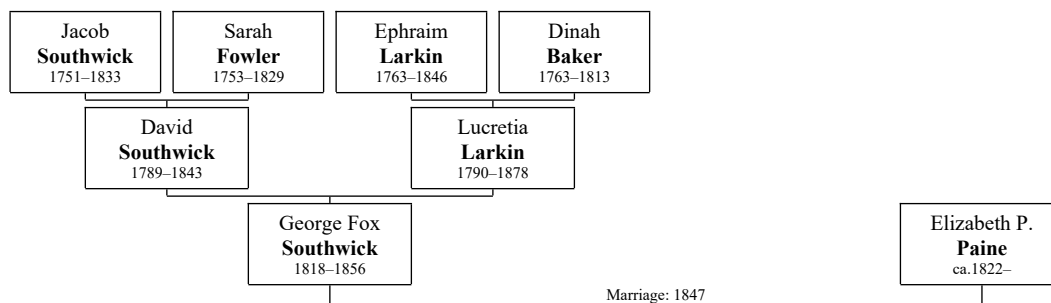 Jacob
Southwick
1751–1833
Sarah
Fowler
1753–1829
Ephraim
Larkin
1763–1846
Dinah
Baker
1763–1813
David
Southwick
1789–1843
Lucretia
Larkin
1790–1878
George Fox
Southwick
1818–1856
Elizabeth P.
Paine
ca.1822–
Marriage: 1847